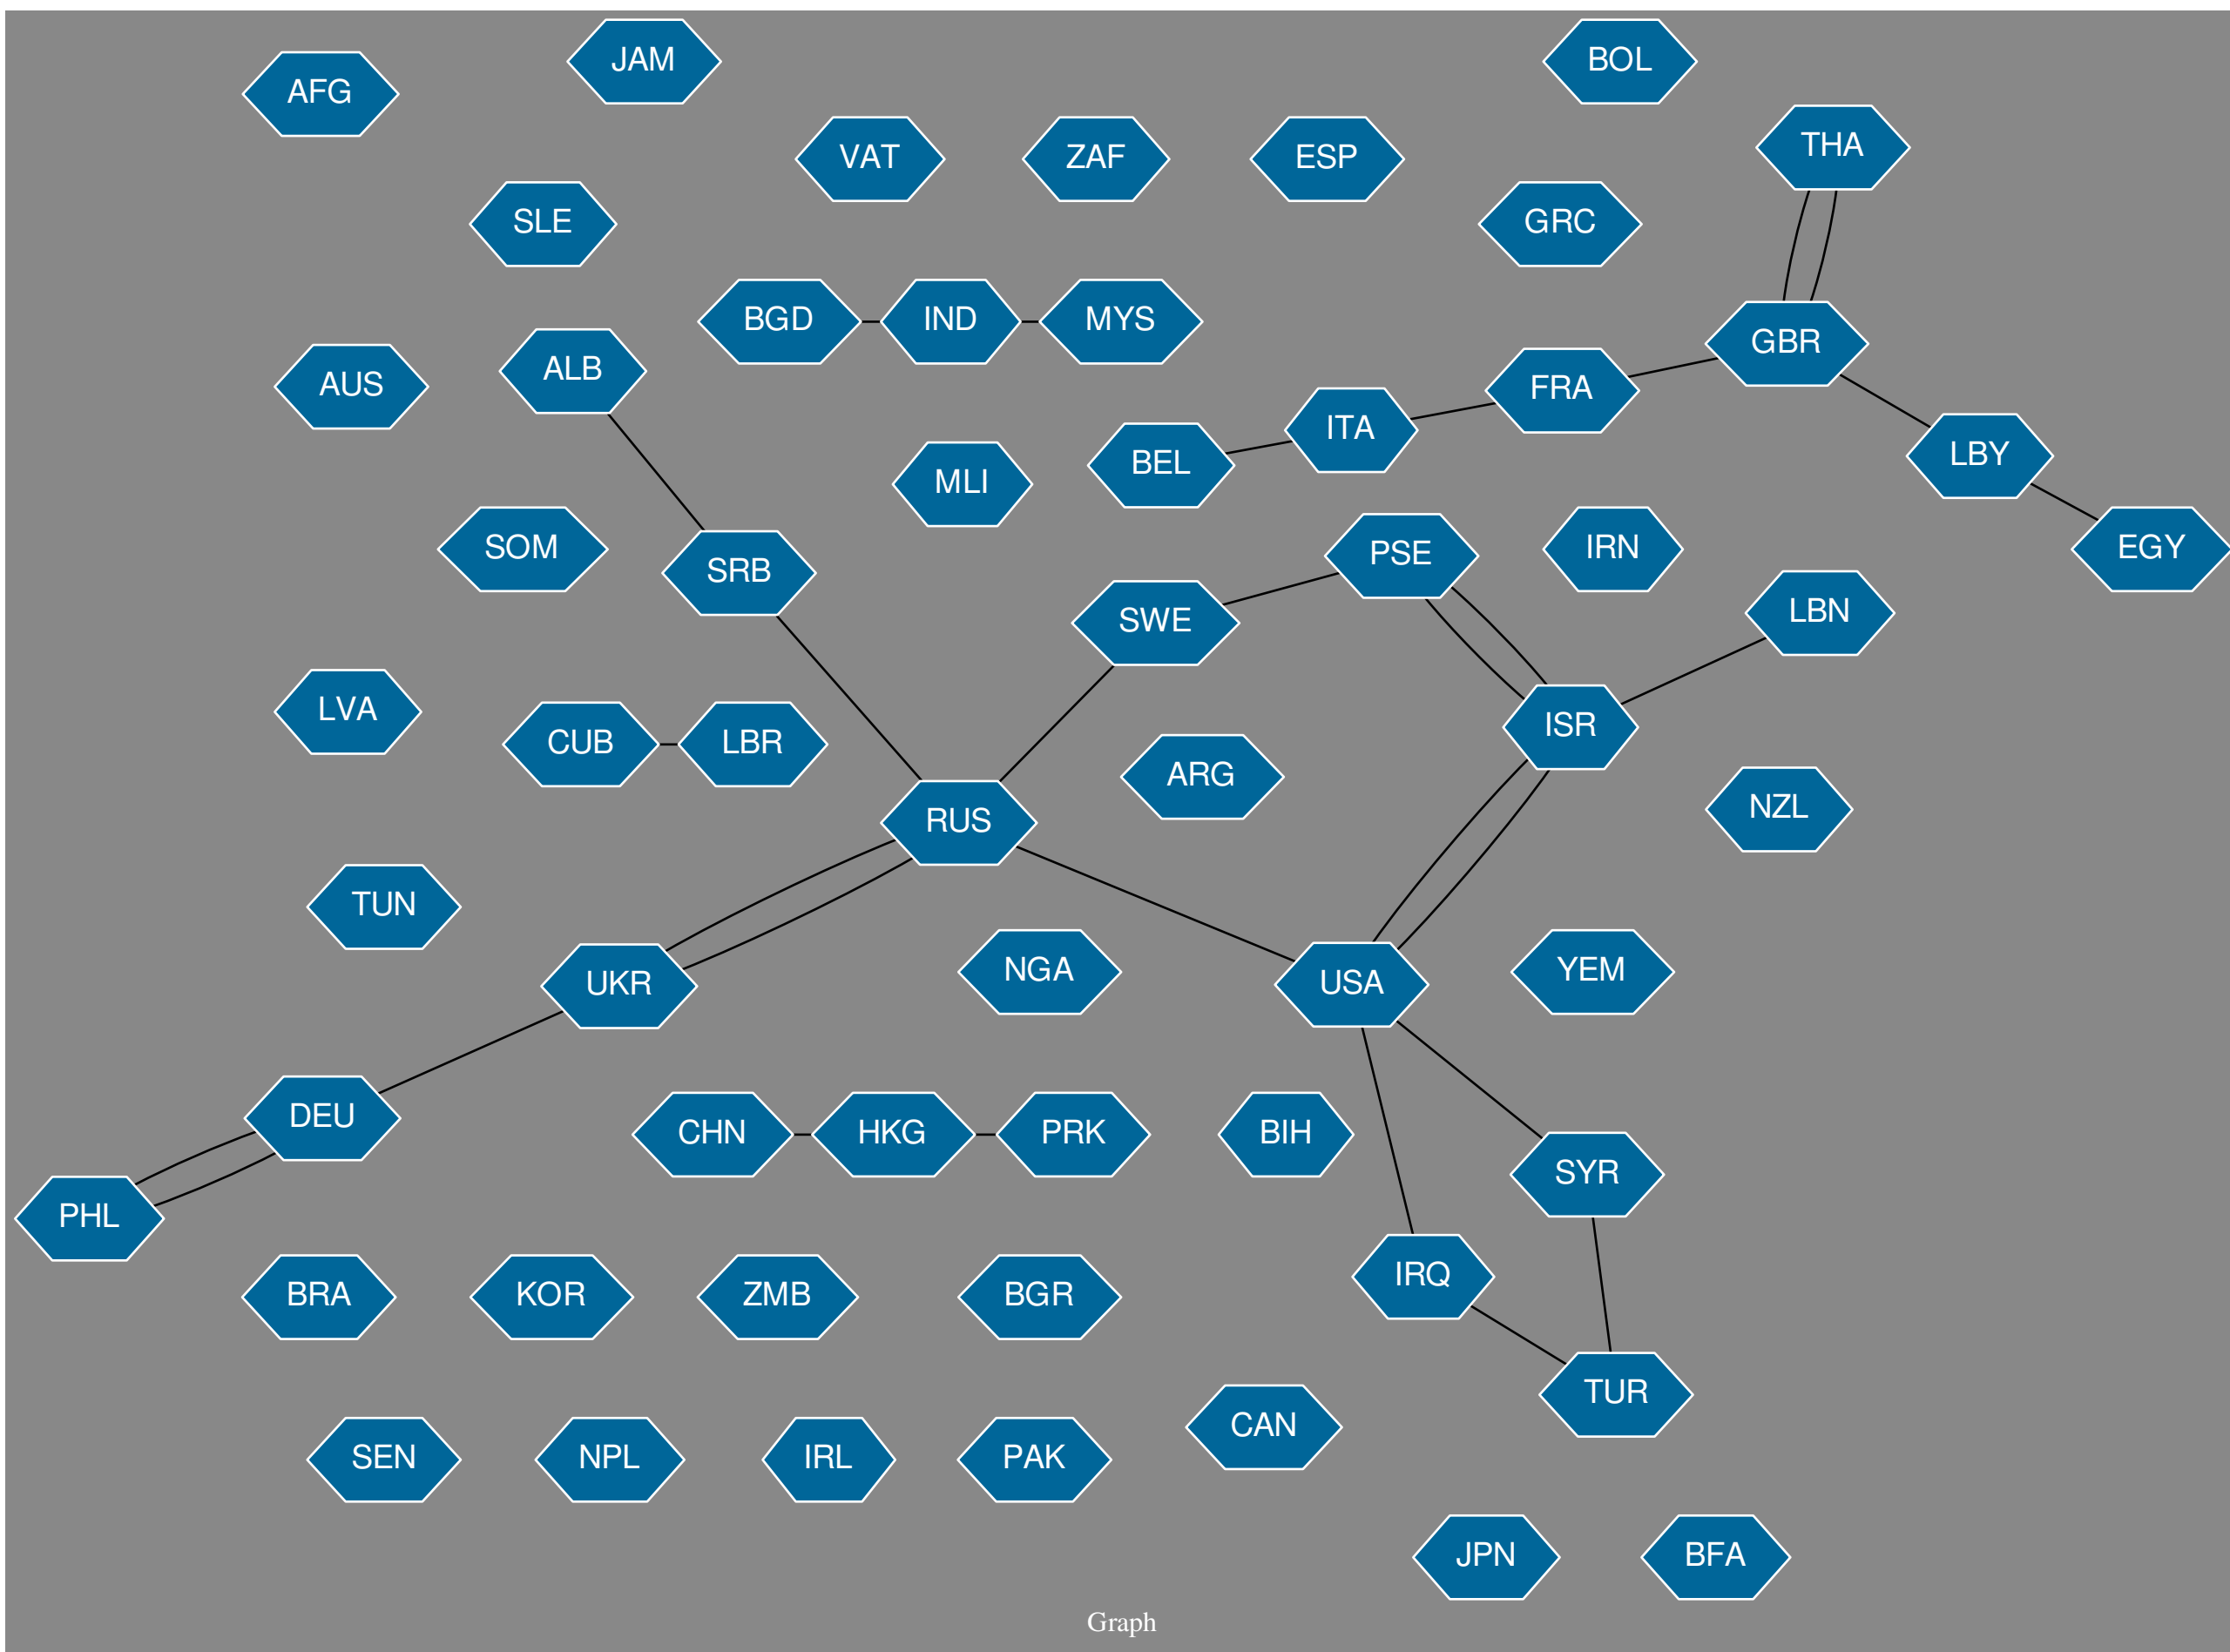 JAM
BOL
AFG
THA
VAT
ZAF
ESP
SLE
GRC
BGD
IND
MYS
GBR
ALB
AUS
FRA
ITA
BEL
LBY
MLI
SOM
PSE
IRN
EGY
SRB
SWE
LBN
LVA
ISR
CUB
LBR
ARG
NZL
RUS
TUN
NGA
YEM
UKR
USA
DEU
CHN
HKG
PRK
BIH
SYR
PHL
IRQ
BRA
KOR
ZMB
BGR
TUR
CAN
SEN
NPL
IRL
PAK
JPN
BFA
Graph